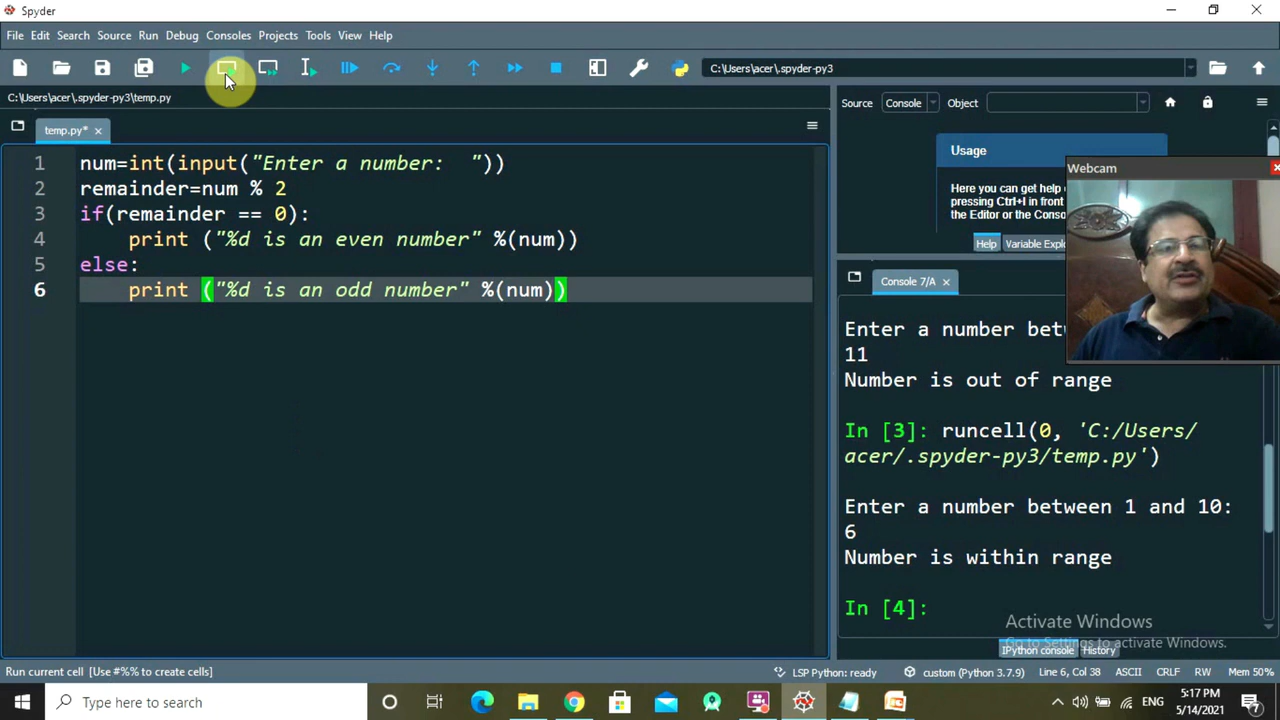 Spyder
File Edit Search Source Run Debug Consoles Projects Tools View Help
C:\Users\acer\.spyder-py3
C:\Users\acer\.spyder-py3\temp.py
temp.py*
1 num=int(input("Enter a number:  "))
2 remainder=num % 2
3 if(remainder == 0):
4     print ("%d is an even number" %(num))
5 else:
6     print ("%d is an odd number" %(num))
Source Console Object
Usage
Here you can get help o
pressing Ctrl+I in front
the Editor or the Conso
Help Variable Explo
Webcam
Console 7/A
Enter a number betw
11
Number is out of range
In [3]: runcell(0, 'C:/Users/
acer/.spyder-py3/temp.py')
Enter a number between 1 and 10:
6
Number is within range
In [4]:
Activate Windows
Go to Settings to activate Windows.
IPython console History
Run current cell [Use #%% to create cells]
LSP Python: ready custom (Python 3.7.9) Line 6, Col 38 ASCII CRLF RW Mem 50%
Type here to search
ENG
5:17 PM
5/14/2021
7